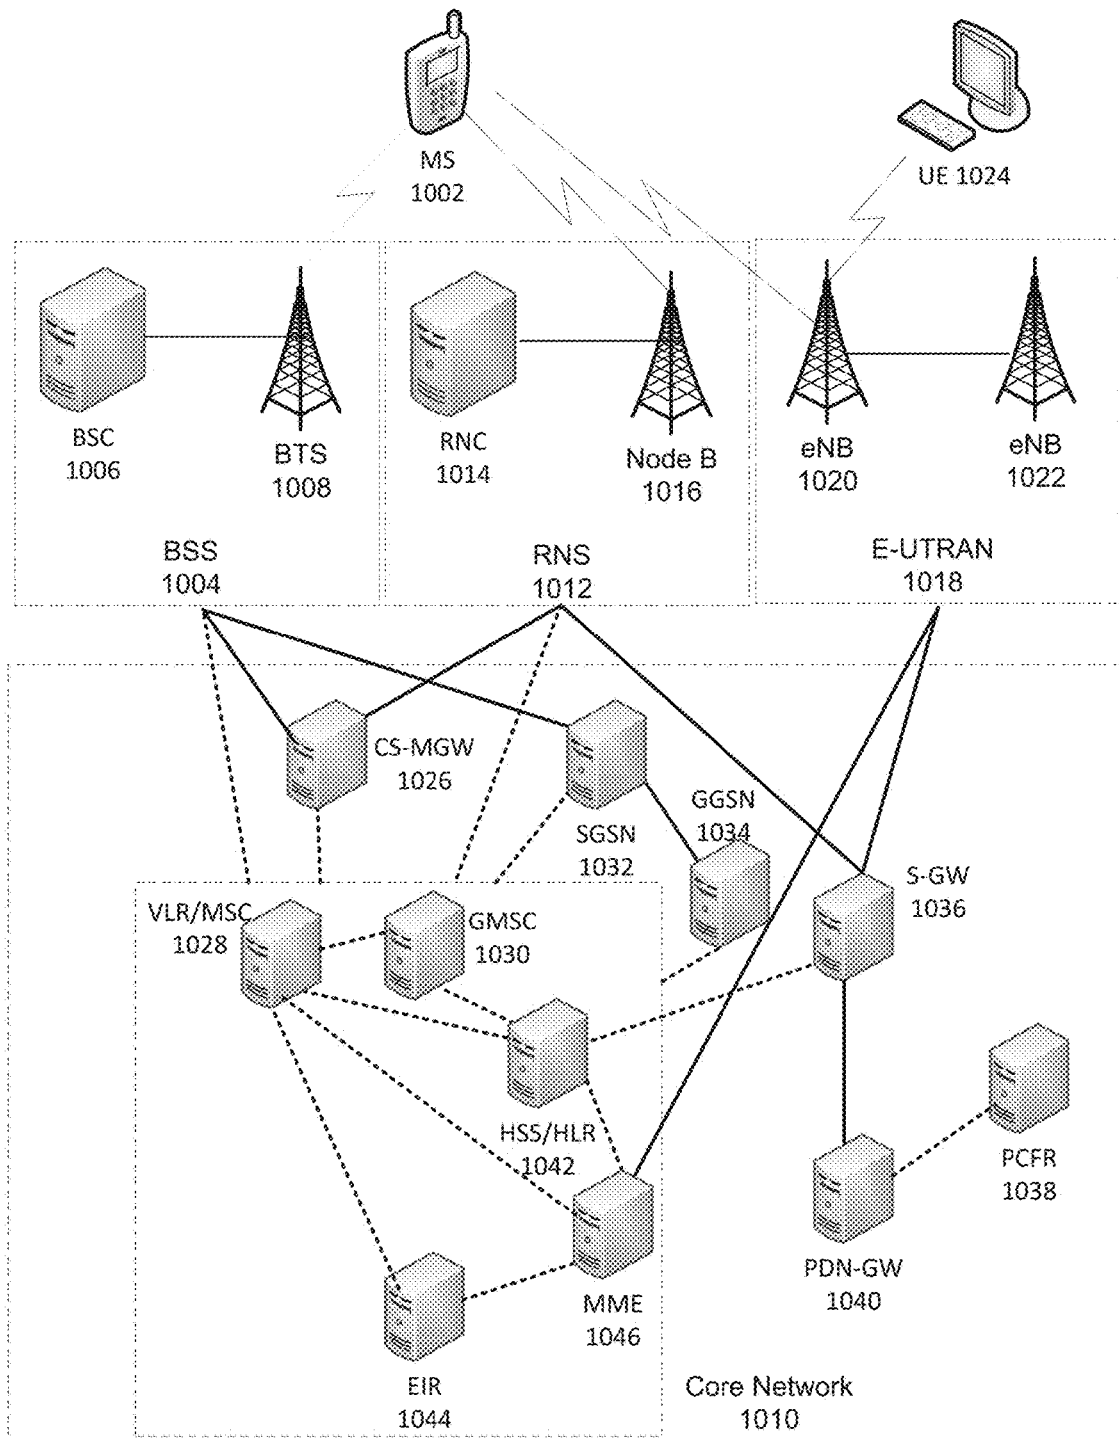 MS
1002
UE 1024
BSC
1006
BTS
1008
BSS
1004
RNC
1014
Node B
1016
RNS
1012
eNB
1020
eNB
1022
E-UTRAN
1018
CS-MGW
1026
SGSN
1032
GGSN
1034
S-GW
1036
VLR/MSC
1028
GMSC
1030
HSS/HLR
1042
PCFR
1038
PDN-GW
1040
MME
1046
EIR
1044
Core Network
1010